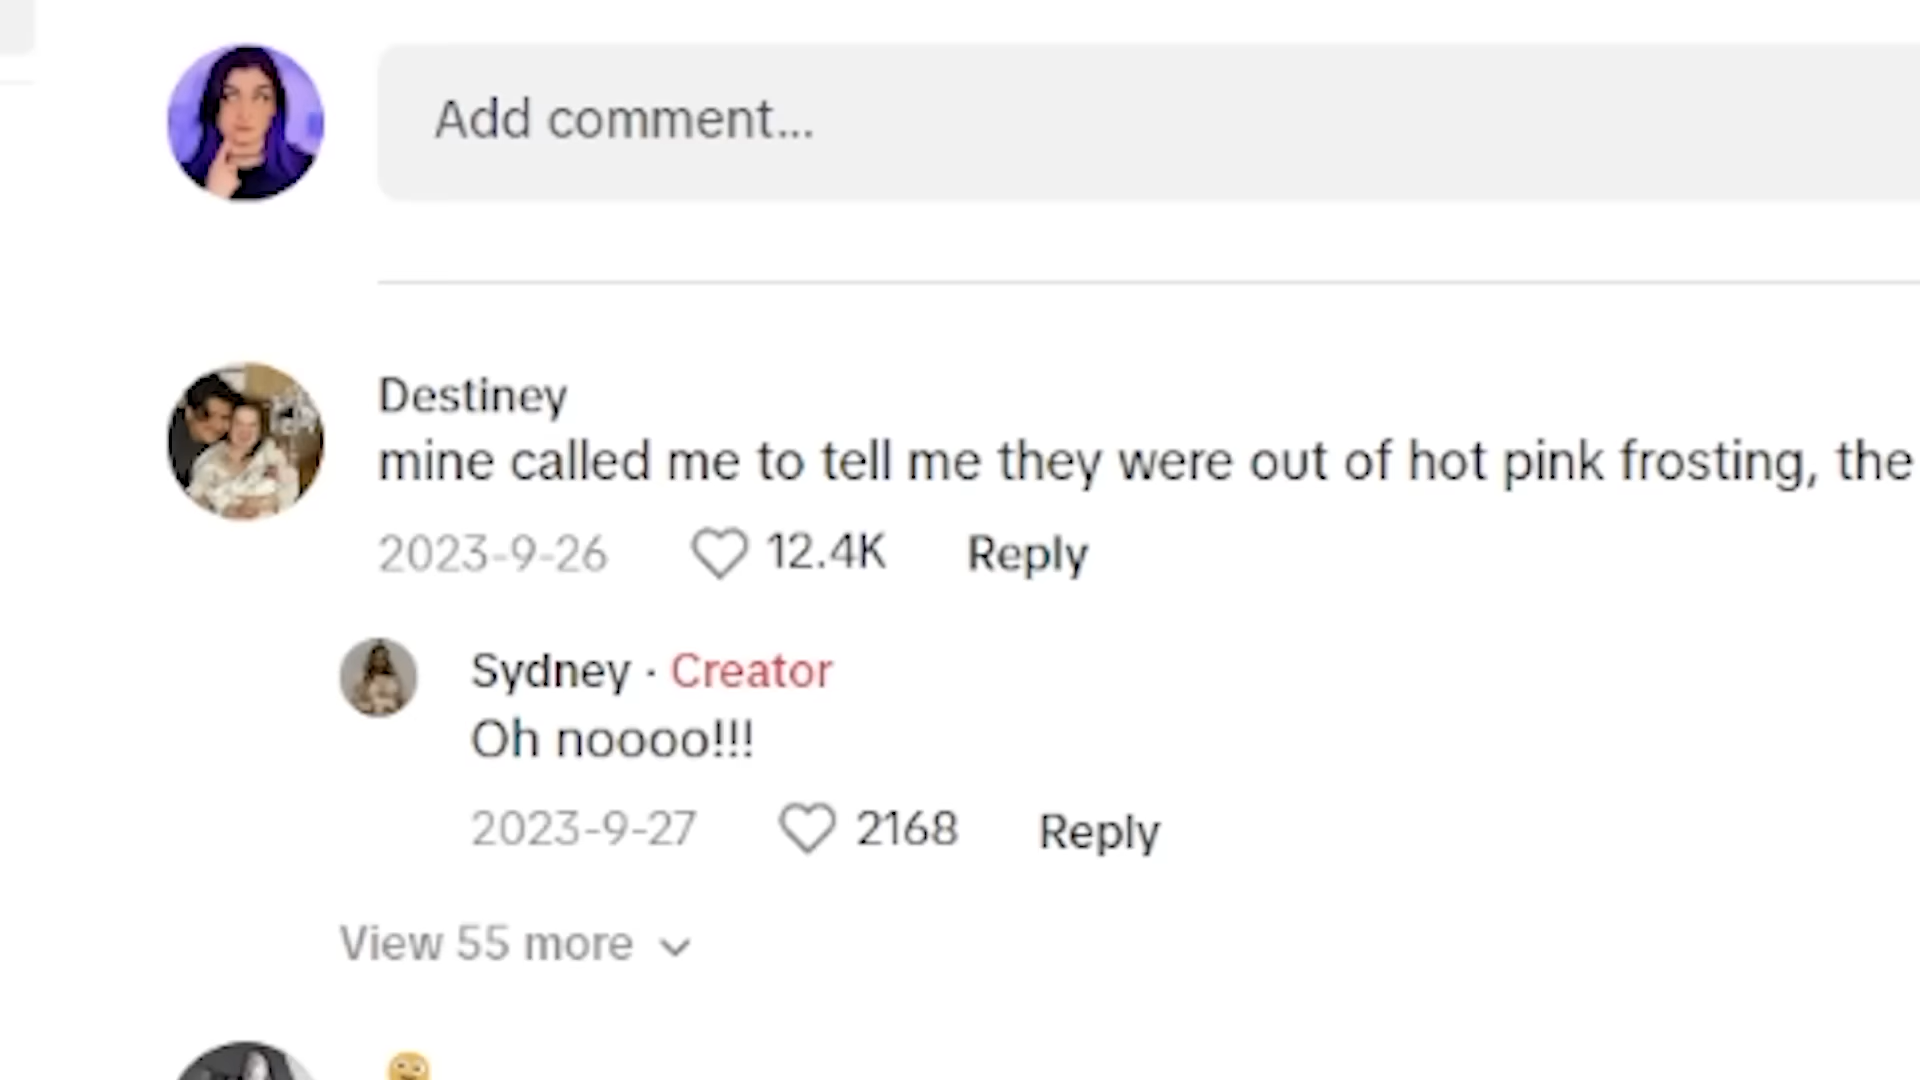 Add comment...
Destiney
mine called me to tell me they were out of hot pink frosting, the
2023-9-26 12.4K Reply
Sydney · Creator
Oh noooo!!!
2023-9-27 2168 Reply
View 55 more